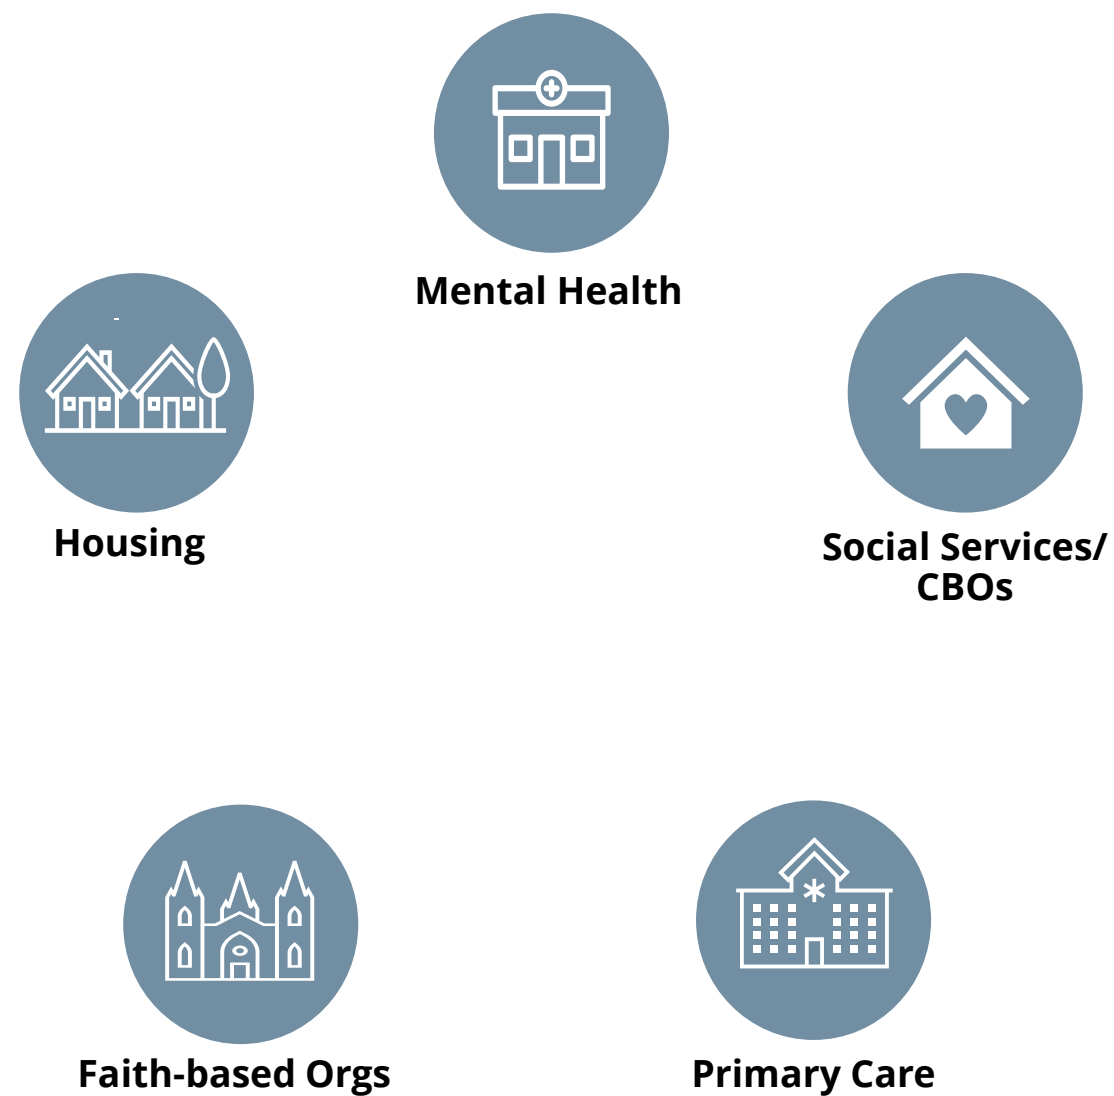 Mental Health
Housing
Social Services/
CBOs
Faith-based Orgs
Primary Care